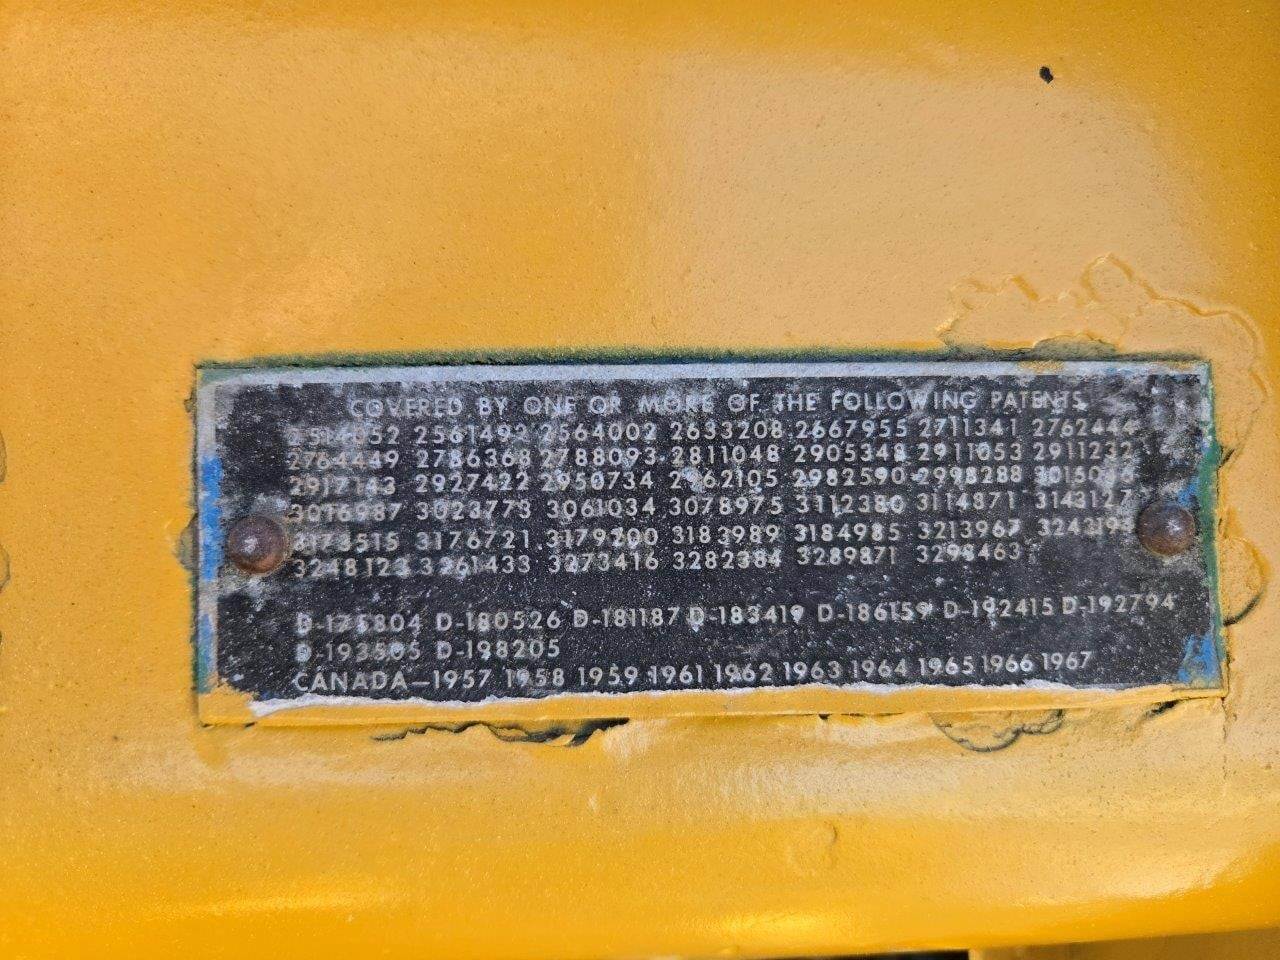 COVERED BY ONE OR MORE OF THE FOLLOWING PATENTS
2561492 2564002 2633208 2667955 2711341 2762444
2764449 2786368 2788093 2811048 2905348 2911053 2911232
2917143 2927422 2950734 2962105 2982590 2998288
3016987 3023773 3061034 3078975 3112380 3114871 3143127
3173515 3176721 3179200 3183989 3184985 3213967
3248123 3261433 3273416 3282384 3289871 3298463
D-180526 D-181187 D-183419 D-186159 D-192415 D-192794
D-193505 D-198205
CANADA-1957 1958 1959 1961 1962 1963 1964 1965 1966 1967